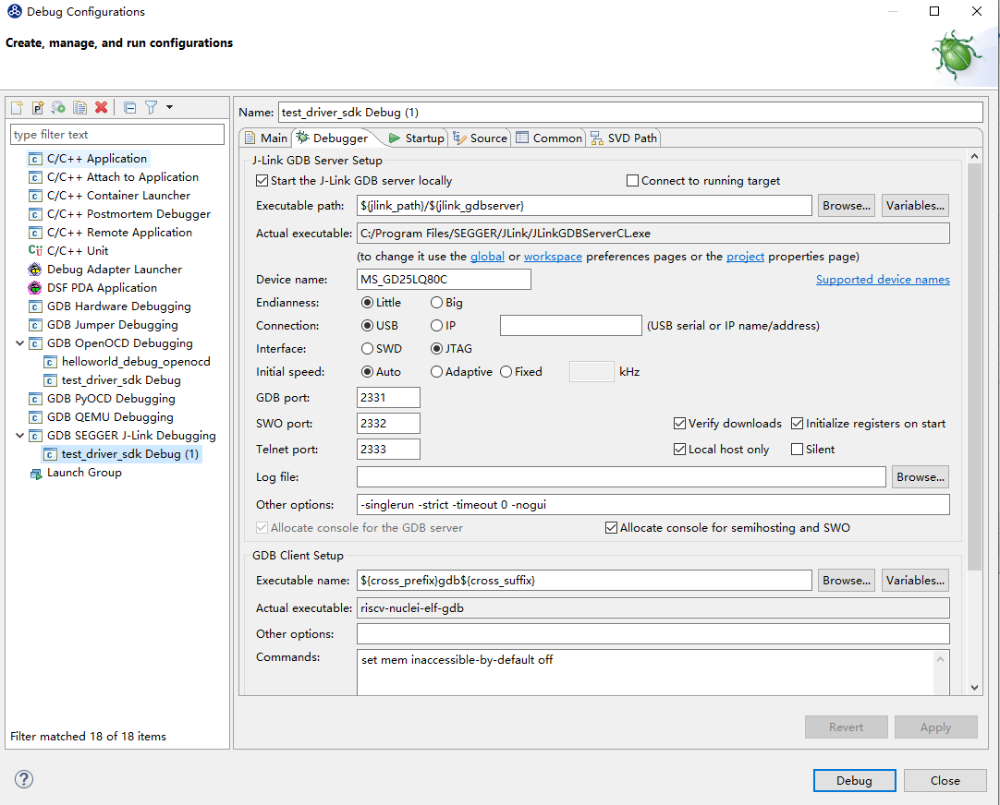 Debug Configurations
Create, manage, and run configurations
type filter text
C/C++ Application
C/C++ Attach to Application
C/C++ Container Launcher
C/C++ Postmortem Debugger
C/C++ Remote Application
C/C++ Unit
Debug Adapter Launcher
DSF PDA Application
GDB Hardware Debugging
GDB Jumper Debugging
GDB OpenOCD Debugging
helloworld_debug_openocd
test_driver_sdk Debug
GDB PyOCD Debugging
GDB QEMU Debugging
GDB SEGGER J-Link Debugging
test_driver_sdk Debug (1)
Launch Group
Filter matched 18 of 18 items
Name: test_driver_sdk Debug (1)
Main Debugger Startup Source Common SVD Path
J-Link GDB Server Setup
Start the J-Link GDB server locally Connect to running target
Executable path: ${jlink_path}/${jlink_gdbserver} Browse... Variables...
Actual executable: C:/Program Files/SEGGER/JLink/JLinkGDBServerCL.exe
(to change it use the global or workspace preferences pages or the project properties page)
Device name: MS_GD25LQ80C Supported device names
Endianness: Little Big
Connection: USB IP (USB serial or IP name/address)
Interface: SWD JTAG
Initial speed: Auto Adaptive Fixed kHz
GDB port: 2331
SWO port: 2332 Verify downloads Initialize registers on start
Telnet port: 2333 Local host only Silent
Log file: Browse...
Other options: -singlerun -strict -timeout 0 -nogui
Allocate console for the GDB server Allocate console for semihosting and SWO
GDB Client Setup
Executable name: ${cross_prefix}gdb${cross_suffix} Browse... Variables...
Actual executable: riscv-nuclei-elf-gdb
Other options:
Commands: set mem inaccessible-by-default off
Revert Apply
Debug Close